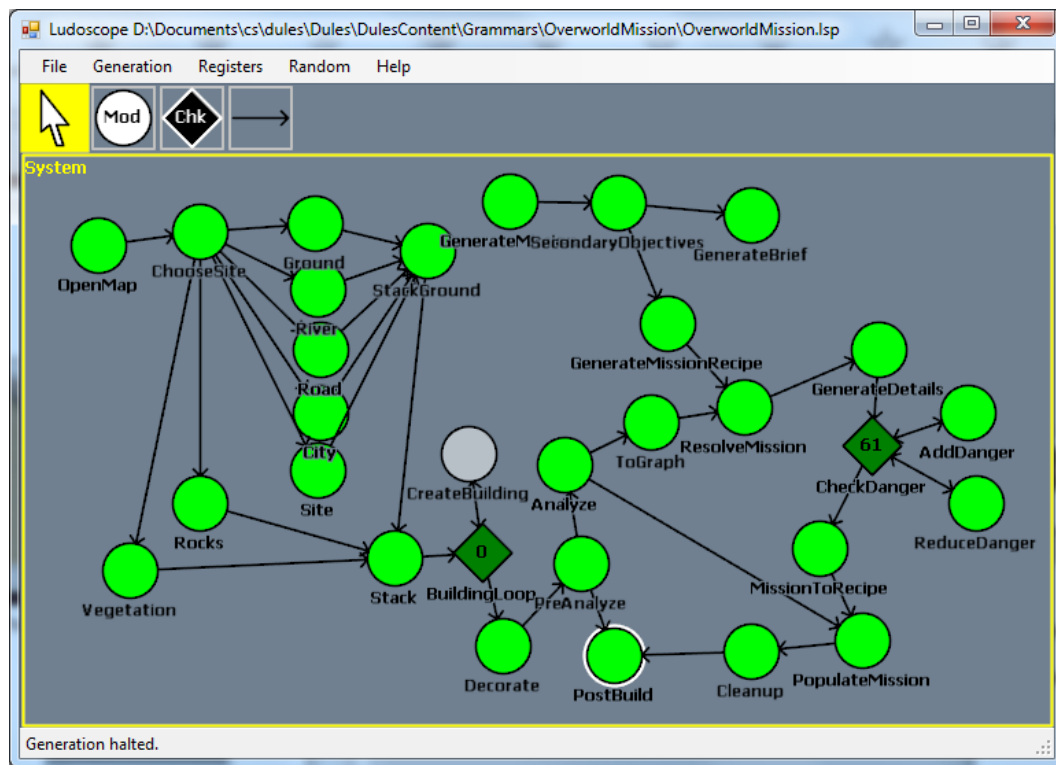 Ludoscope D:\Documents\cs\dules\Dules\DulesContent\Grammars\OverworldMission\OverworldMission.lsp
File Generation Registers Random Help
Mod Chk
System
OpenMap
ChooseSite
Ground
StackGround
SecondaryObjectives
GenerateBrief
River
GenerateMissionRecipe
Road
GenerateDetails
City
ToGraph
ResolveMission
61
AddDanger
CheckDanger
CreateBuilding
Analyze
Site
Rocks
ReduceDanger
0
Stack
BuildingLoop
PreAnalyze
MissionToRecipe
Vegetation
Decorate
PostBuild
Cleanup
PopulateMission
Generation halted.